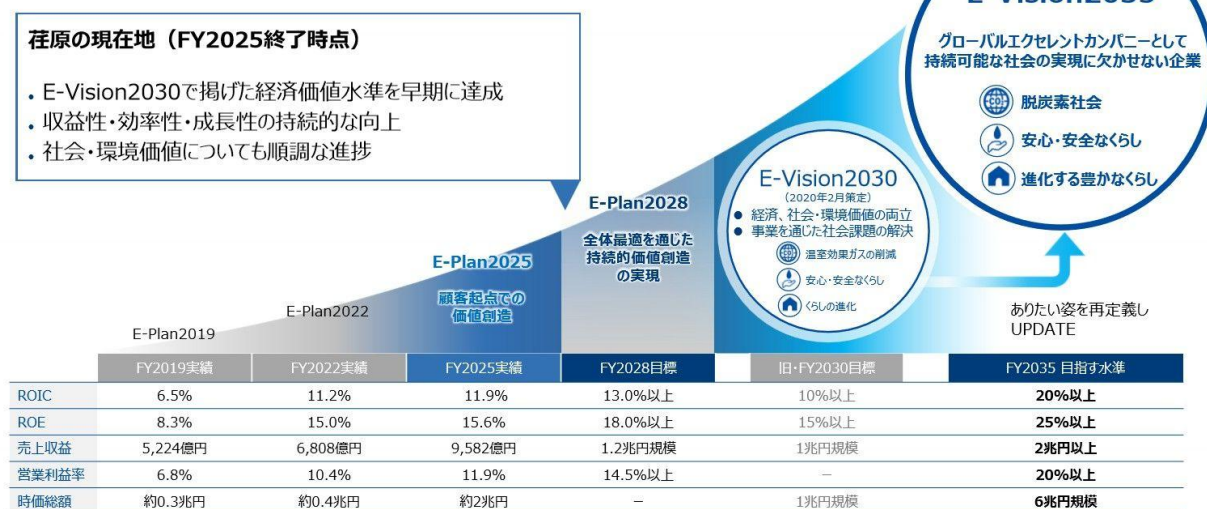 E-Vision2035
荏原の現在地（FY2025終了時点）
. E-Vision2030で掲げた経済価値水準を早期に達成
. 収益性・効率性・成長性の持続的な向上
. 社会・環境価値についても順調な進捗
グローバルエクセレントカンパニーとして
持続可能な社会の実現に欠かせない企業
脱炭素社会
安心・安全なくらし
進化する豊かなくらし
E-Vision2030
（2020年2月策定）
● 経済、社会・環境価値の両立
● 事業を通じた社会課題の解決
温室効果ガスの削減
安心・安全なくらし
くらしの進化
E-Plan2028
全体最適を通じた
持続的価値創造
の実現
E-Plan2025
顧客起点での
価値創造
E-Plan2022
E-Plan2019
ありたい姿を再定義し
UPDATE
FY2019実績 FY2022実績 FY2025実績 FY2028目標 旧・FY2030目標 FY2035 目指す水準
ROIC 6.5% 11.2% 11.9% 13.0%以上 10%以上 20%以上
ROE 8.3% 15.0% 15.6% 18.0%以上 15%以上 25%以上
売上収益 5,224億円 6,808億円 9,582億円 1.2兆円規模 1兆円規模 2兆円以上
営業利益率 6.8% 10.4% 11.9% 14.5%以上 － 20%以上
時価総額 約0.3兆円 約0.4兆円 約2兆円 － 1兆円規模 6兆円規模